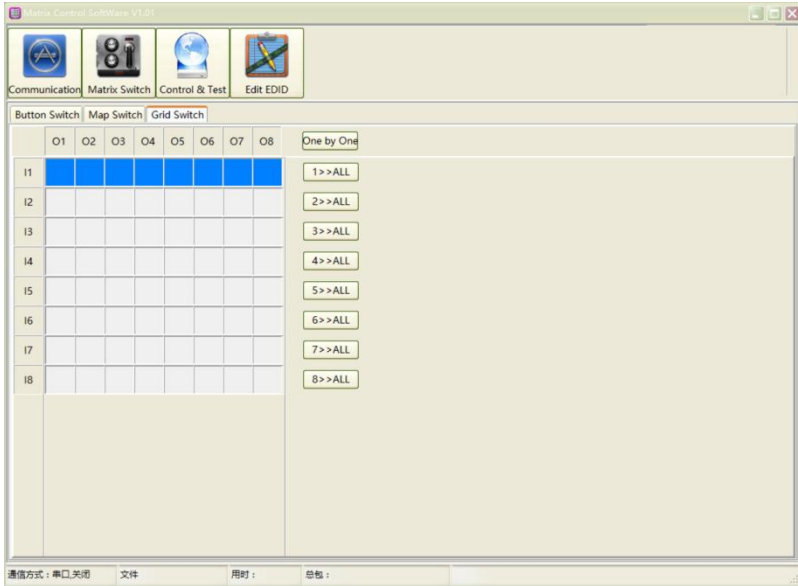 Matrix Control SoftWare V1.01
Communication Matrix Switch Control & Test Edit EDID
Button Switch Map Switch Grid Switch
O1 O2 O3 O4 O5 O6 O7 O8 One by One
I1 1>>ALL
I2 2>>ALL
I3 3>>ALL
I4 4>>ALL
I5 5>>ALL
I6 6>>ALL
I7 7>>ALL
I8 8>>ALL
通信方式：串口,关闭 文件 用时： 总包：